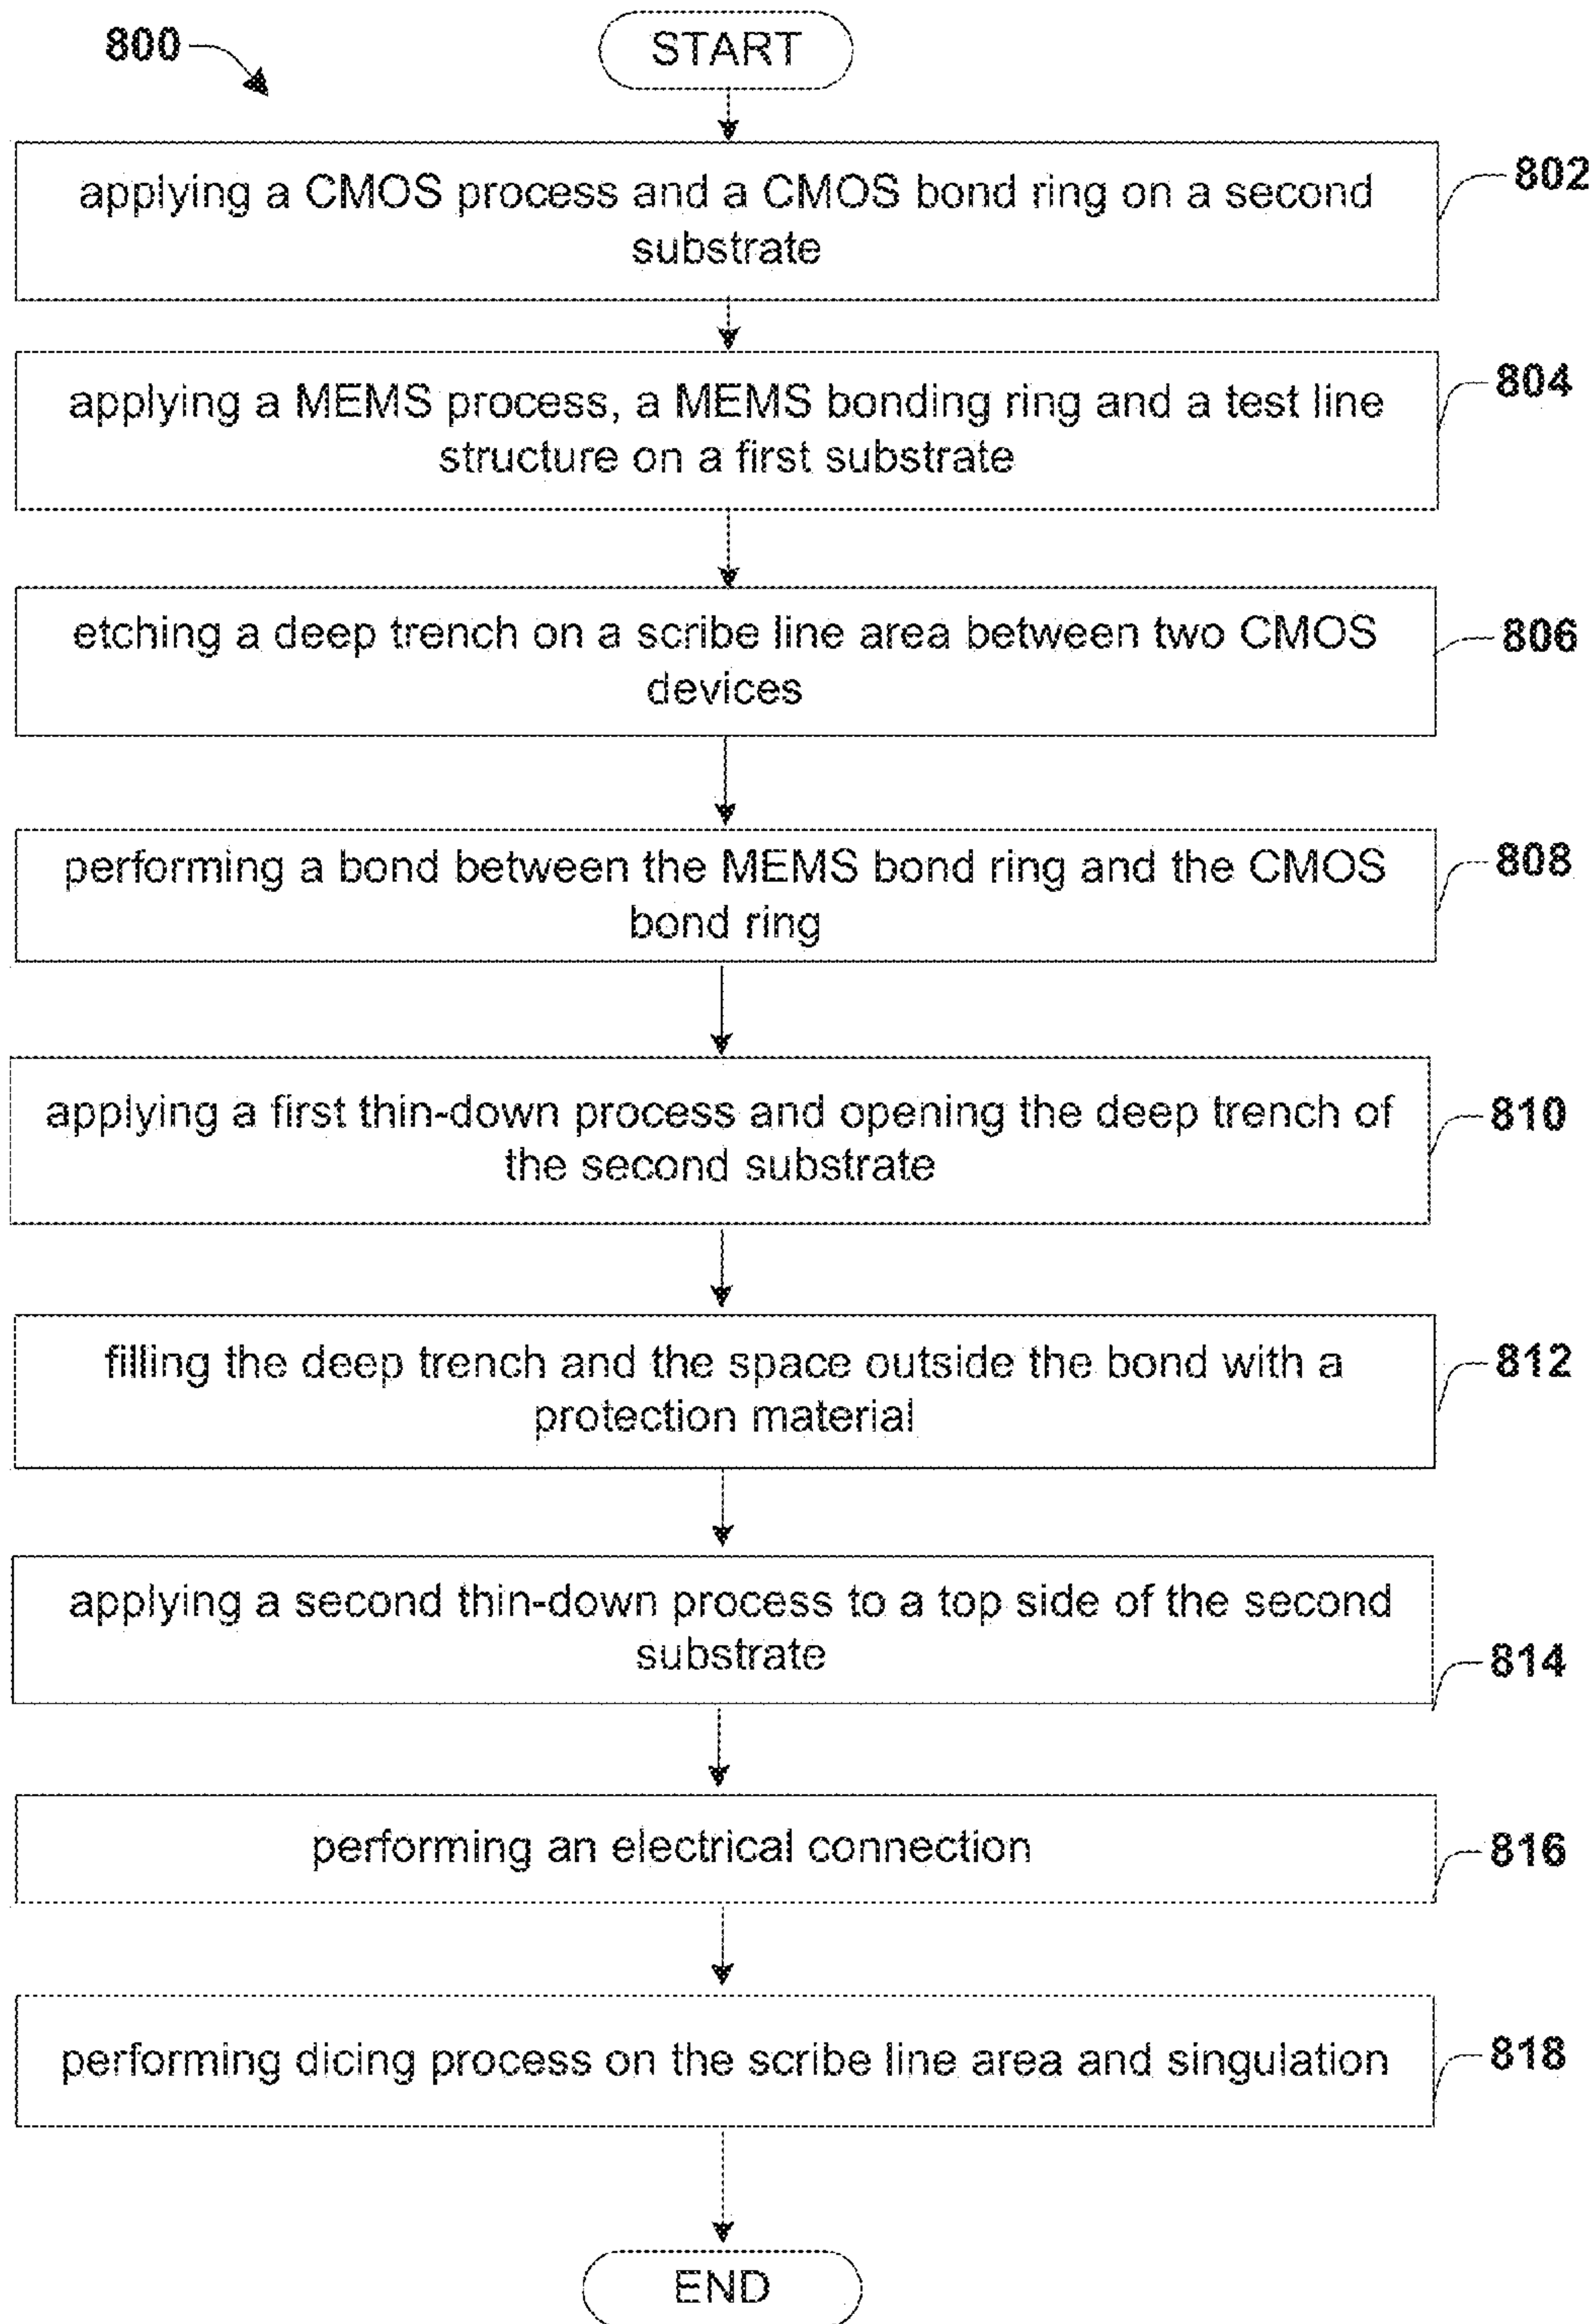 800
START
applying a CMOS process and a CMOS bond ring on a second
substrate
802
applying a MEMS process, a MEMS bonding ring and a test line
structure on a first substrate
804
etching a deep trench on a scribe line area between two CMOS
devices
806
performing a bond between the MEMS bond ring and the CMOS
bond ring
808
applying a first thin-down process and opening the deep trench of
the second substrate
810
filling the deep trench and the space outside the bond with a
protection material
812
applying a second thin-down process to a top side of the second
substrate
814
performing an electrical connection
816
performing dicing process on the scribe line area and singulation
818
END